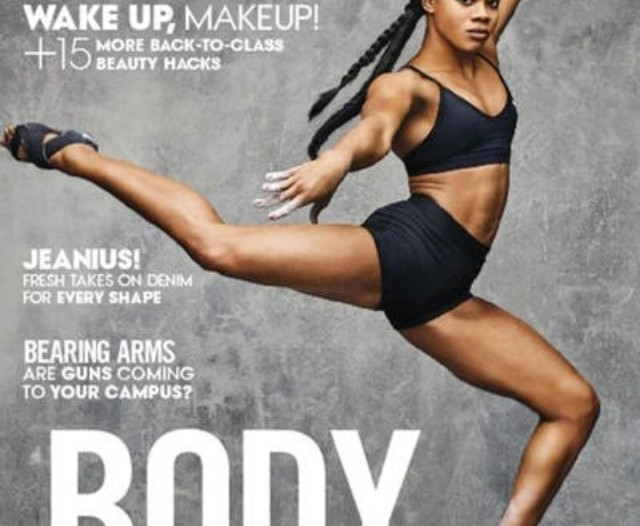 WAKE UP, MAKEUP!
+15 MORE BACK-TO-CLASS
BEAUTY HACKS
JEANIUS!
FRESH TAKES ON DENIM
FOR EVERY SHAPE
BEARING ARMS
ARE GUNS COMING
TO YOUR CAMPUS?
BODY